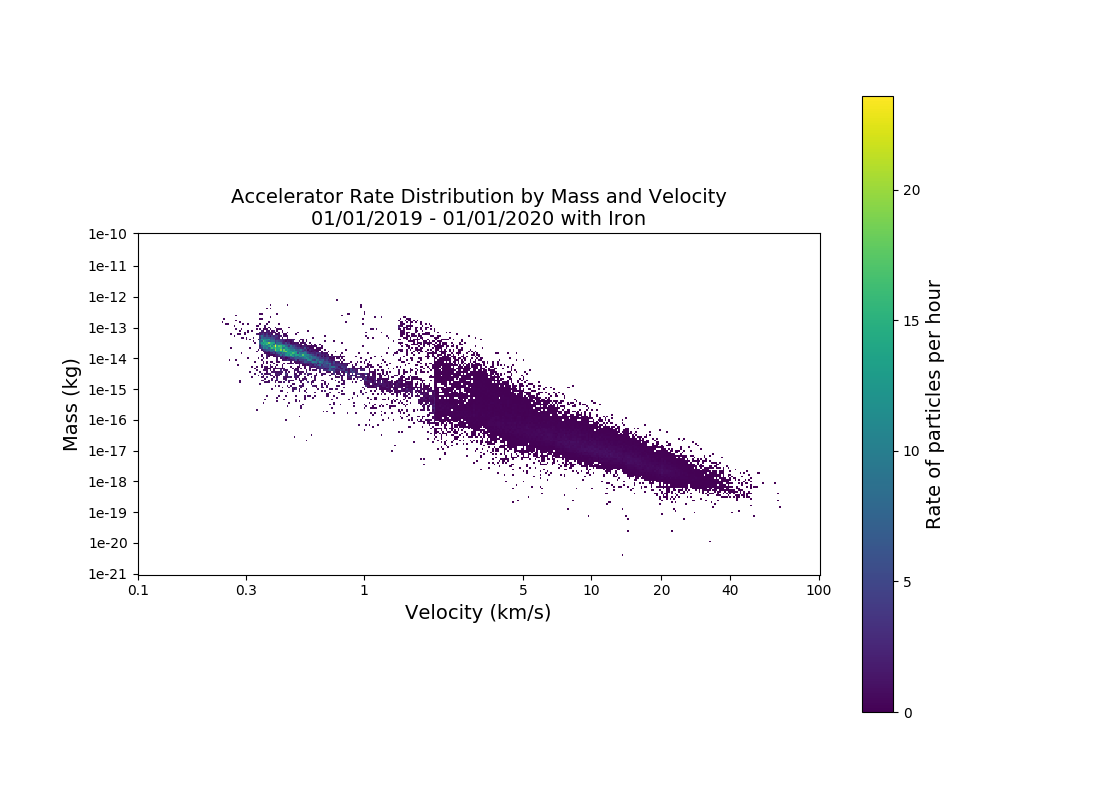 Accelerator Rate Distribution by Mass and Velocity
01/01/2019 - 01/01/2020 with Iron
Mass (kg)
1e-10
1e-11
1e-12
1e-13
1e-14
1e-15
1e-16
1e-17
1e-18
1e-19
1e-20
1e-21
0.1 0.3 1 5 10 20 40 100
Velocity (km/s)
20
15
10
5
0
Rate of particles per hour